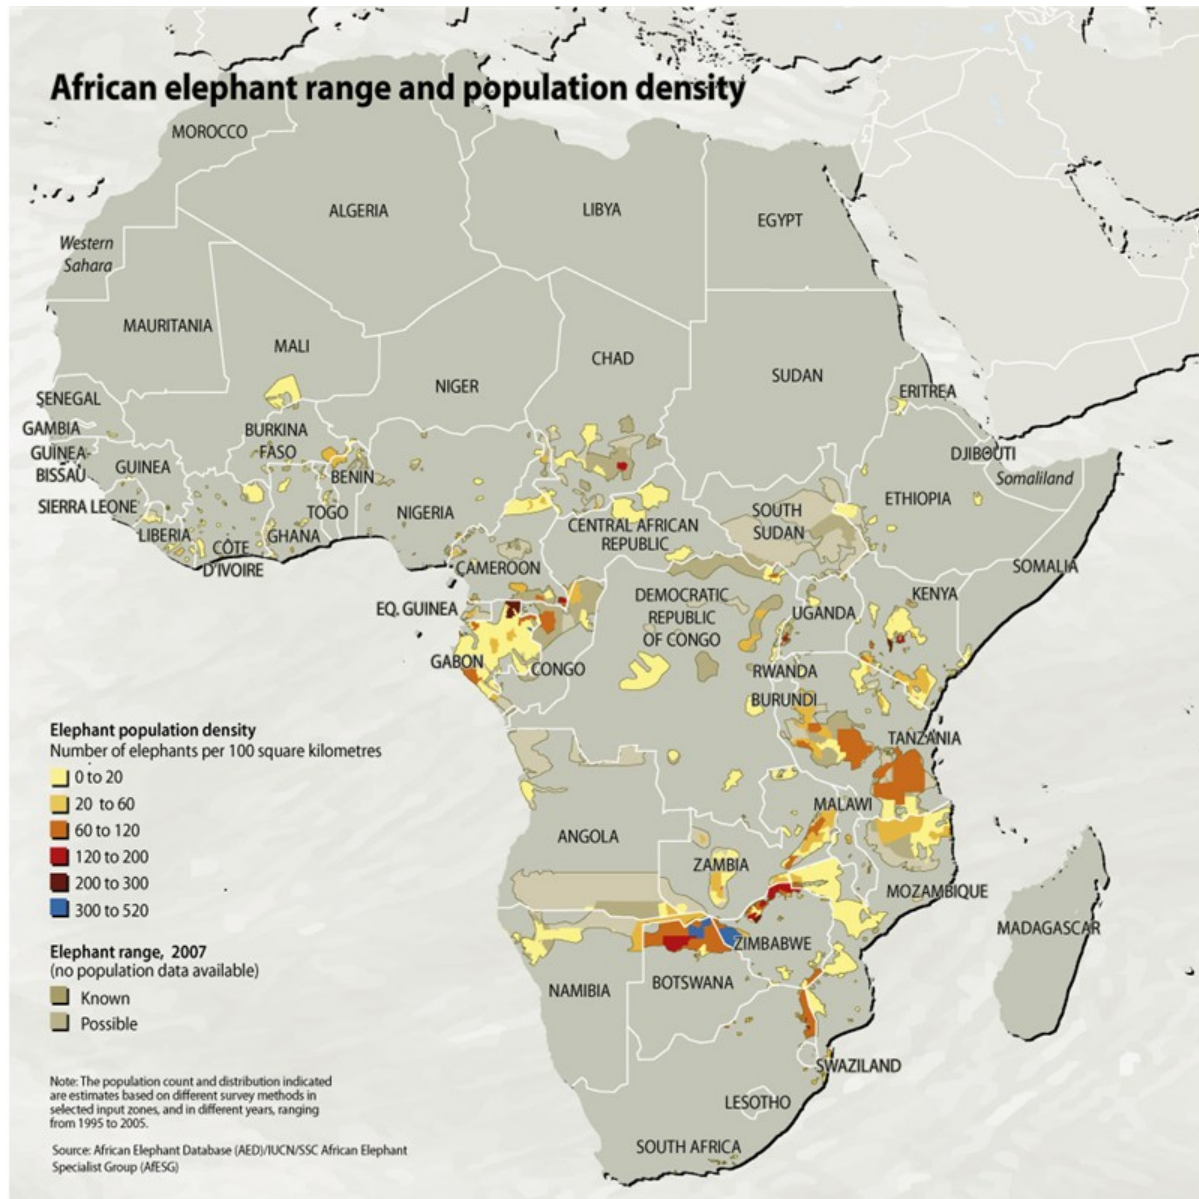 African elephant range and population density
MOROCCO
ALGERIA
LIBYA
EGYPT
Western
Sahara
MAURITANIA
MALI
NIGER
CHAD
SUDAN
ERITREA
SENEGAL
GAMBIA
GUINEA-
BISSAU
GUINEA
BURKINA
FASO
BENIN
DJIBOUTI
Somaliland
SIERRA LEONE
LIBERIA
CÔTE
D'IVOIRE
GHANA
TOGO
NIGERIA
CENTRAL AFRICAN
REPUBLIC
SOUTH
SUDAN
ETHIOPIA
SOMALIA
CAMEROON
EQ. GUINEA
GABON
CONGO
DEMOCRATIC
REPUBLIC
OF CONGO
UGANDA
KENYA
RWANDA
BURUNDI
TANZANIA
Elephant population density
Number of elephants per 100 square kilometres
0 to 20
20 to 60
60 to 120
120 to 200
200 to 300
300 to 520
ANGOLA
ZAMBIA
MALAWI
MOZAMBIQUE
MADAGASCAR
ZIMBABWE
NAMIBIA
BOTSWANA
SWAZILAND
LESOTHO
SOUTH AFRICA
Elephant range, 2007
(no population data available)
Known
Possible
Note: The population count and distribution indicated
are estimates based on different survey methods in
selected input zones, and in different years, ranging
from 1995 to 2005.
Source: African Elephant Database (AED)/IUCN/SSC African Elephant
Specialist Group (AfESG)